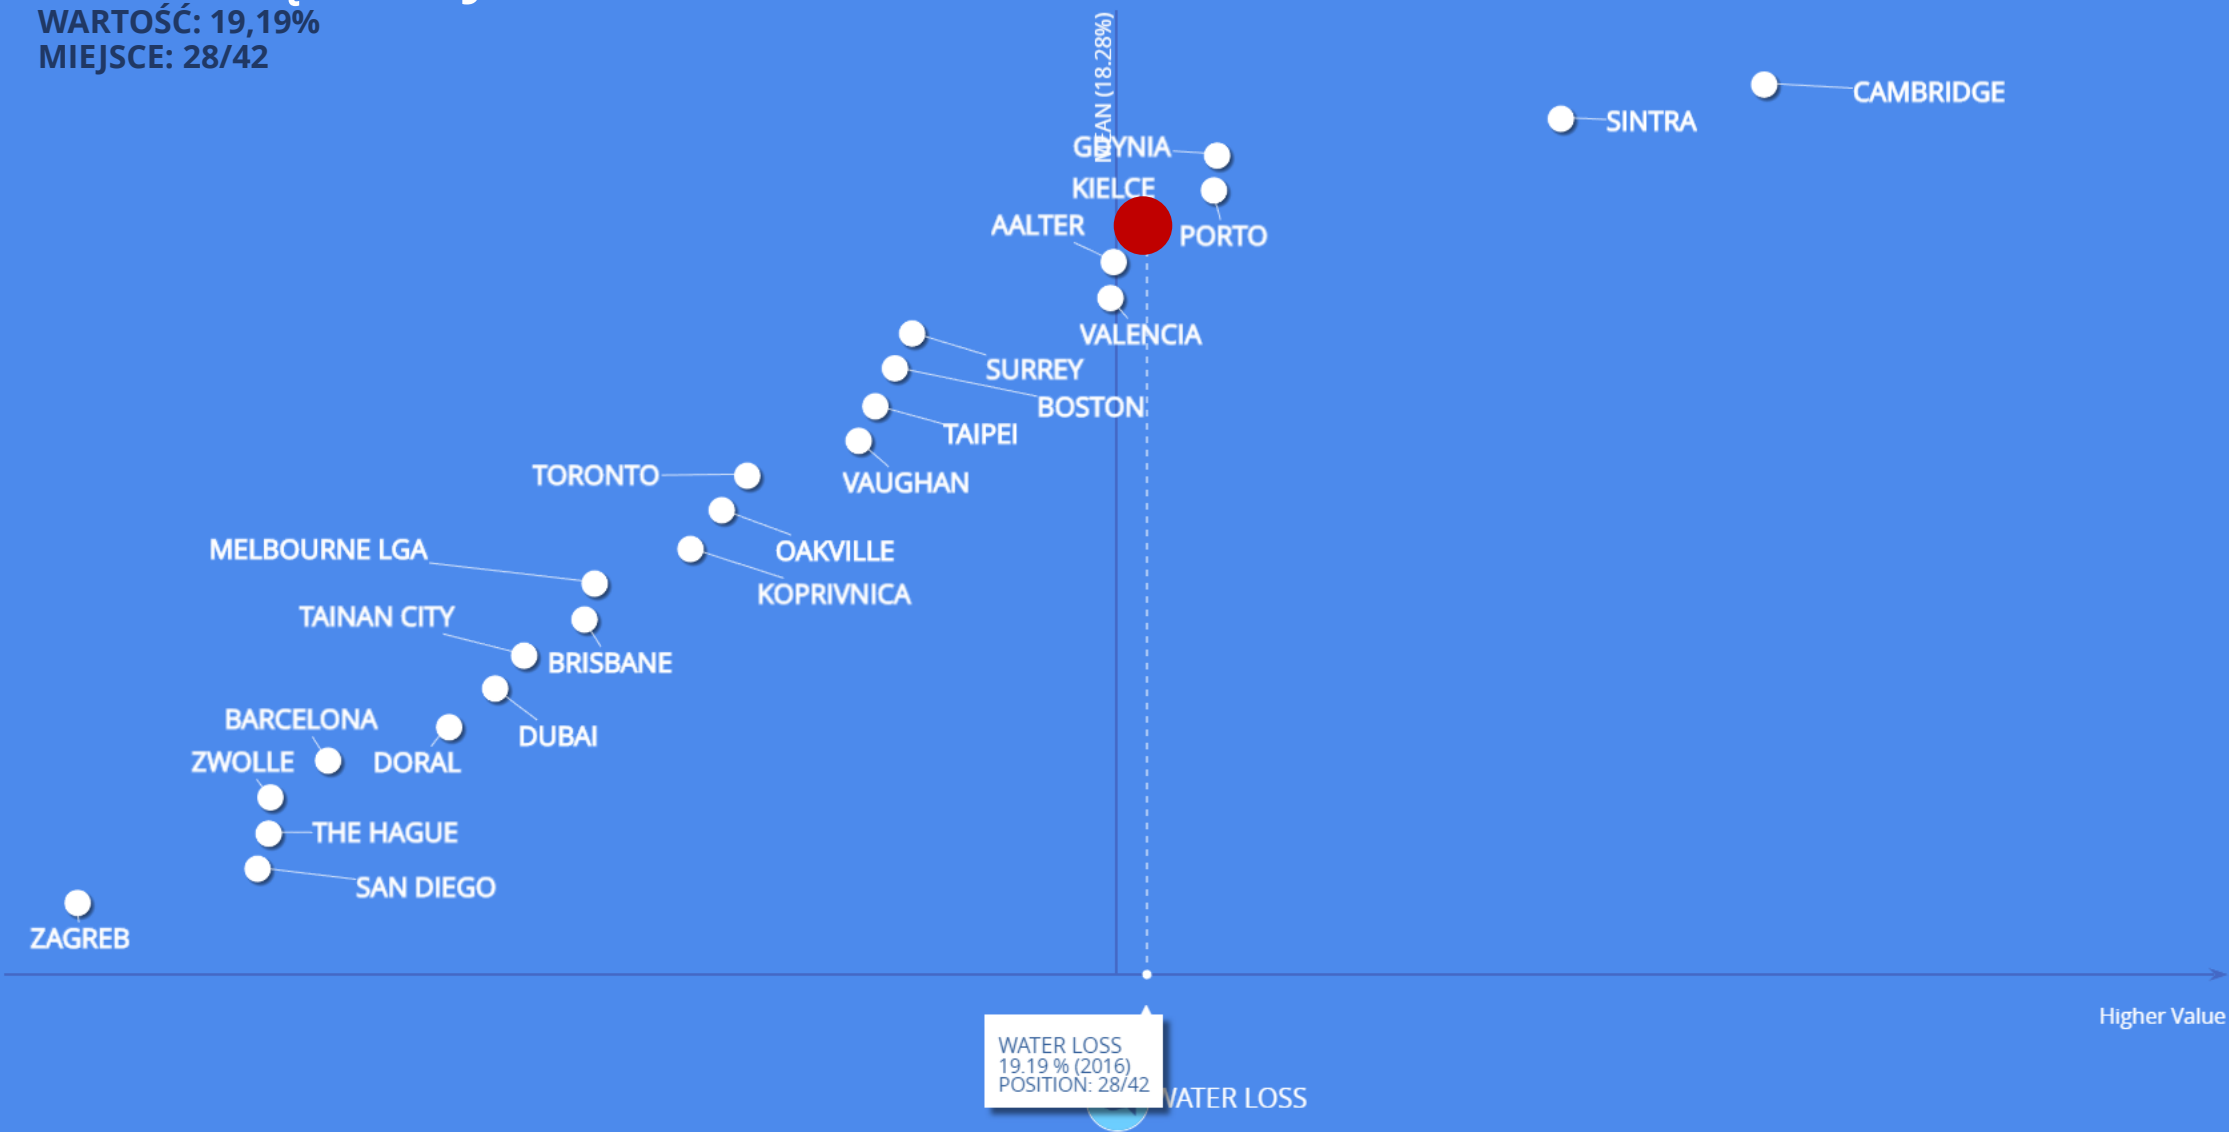 WARTOŚĆ: 19,19%
MIEJSCE: 28/42
MEAN (18.28%)
CAMBRIDGE
SINTRA
GDYNIA
KIELCE
AALTER
PORTO
VALENCIA
SURREY
BOSTON
TAIPEI
TORONTO
VAUGHAN
MELBOURNE LGA
OAKVILLE
KOPRIVNICA
TAINAN CITY
BRISBANE
BARCELONA
DUBAI
ZWOLLE
DORAL
THE HAGUE
SAN DIEGO
ZAGREB
Higher Value
WATER LOSS
19.19 % (2016)
POSITION: 28/42
WATER LOSS